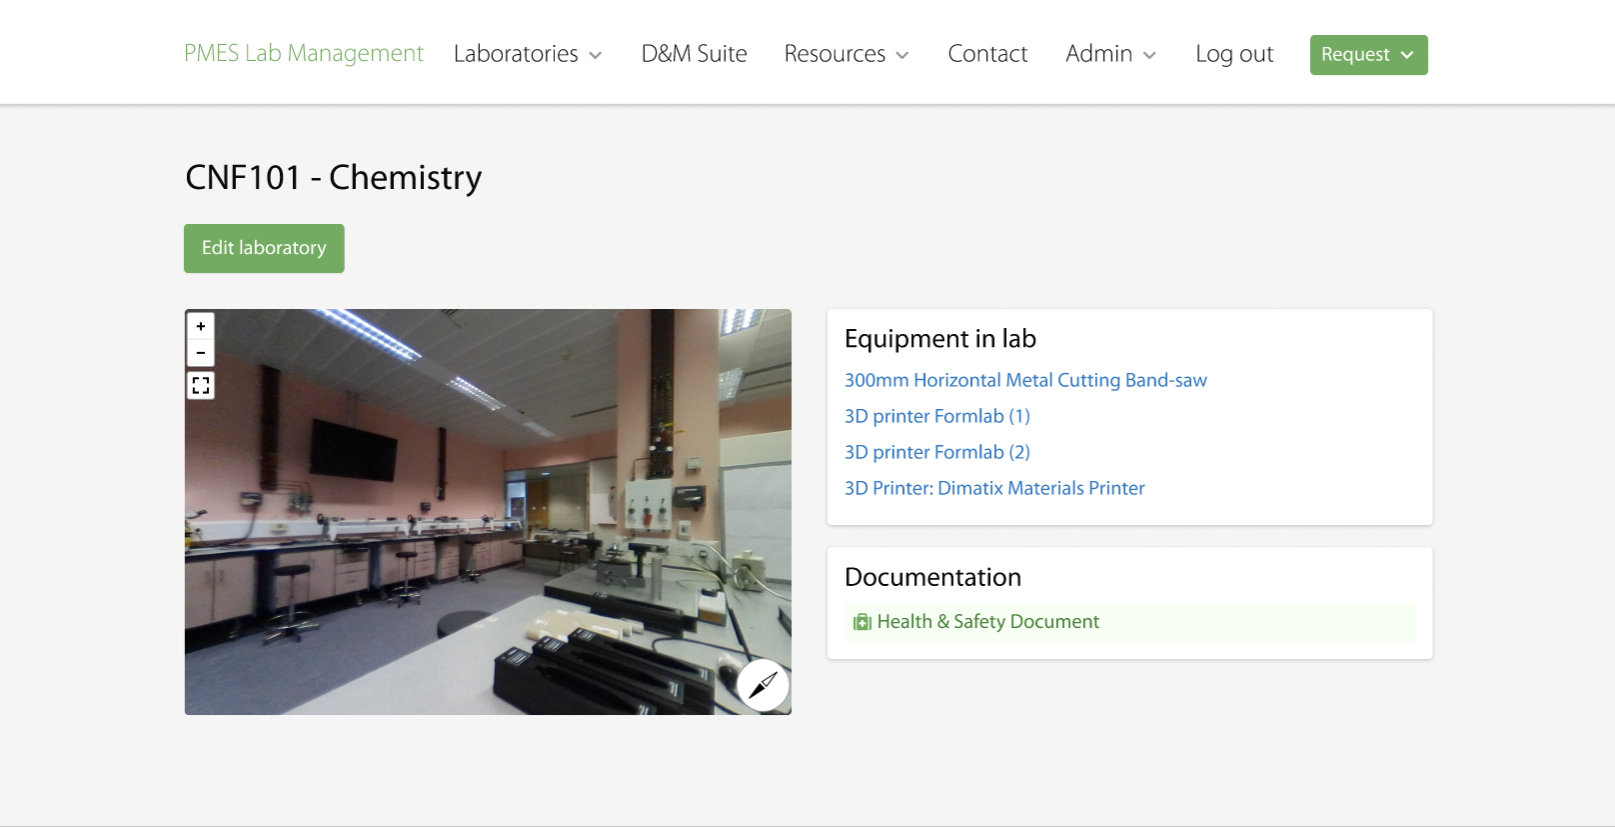 PMES Lab Management Laboratories D&M Suite Resources Contact Admin Log out Request
CNF101 - Chemistry
Edit laboratory
+
−
Equipment in lab
300mm Horizontal Metal Cutting Band-saw
3D printer Formlab (1)
3D printer Formlab (2)
3D Printer: Dimatix Materials Printer
Documentation
Health & Safety Document